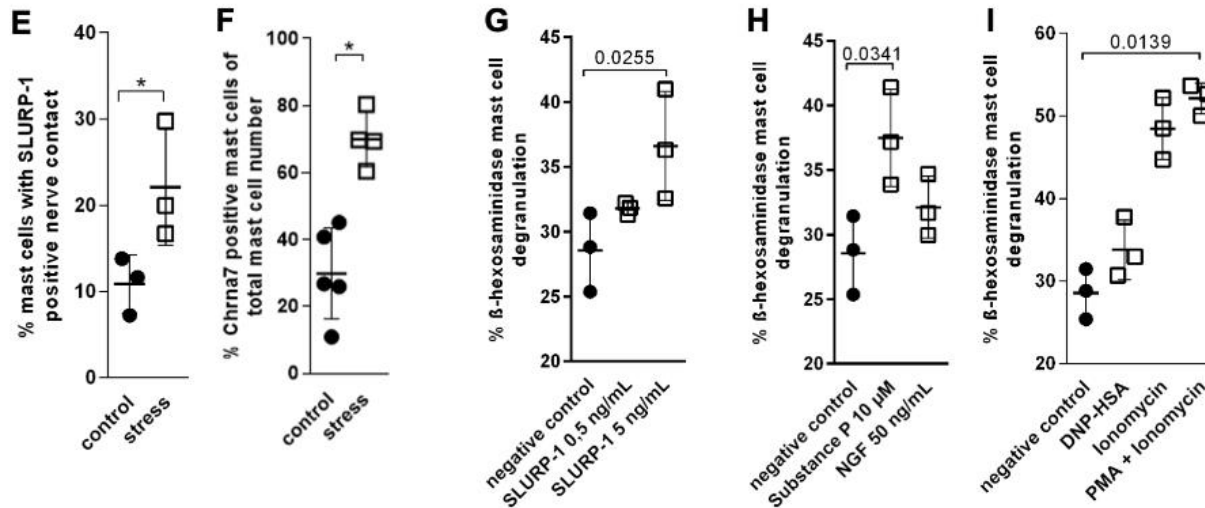 E
% mast cells with SLURP-1
positive nerve contact
40
30
20
10
0
*
control
stress
F
% Chrna7 positive mast cells of
total mast cell number
100
80
60
40
20
0
*
control
stress
G
% ß-hexosaminidase mast cell
degranulation
45
40
35
30
25
20
0.0255
negative control
SLURP-1 0,5 ng/mL
SLURP-1 5 ng/mL
H
% ß-hexosaminidase mast cell
degranulation
45
40
35
30
25
20
0.0341
negative control
Substance P 10 µM
NGF 50 ng/mL
I
% ß-hexosaminidase mast cell
degranulation
60
50
40
30
20
0.0139
negative control
DNP-HSA
Ionomycin
PMA + Ionomycin